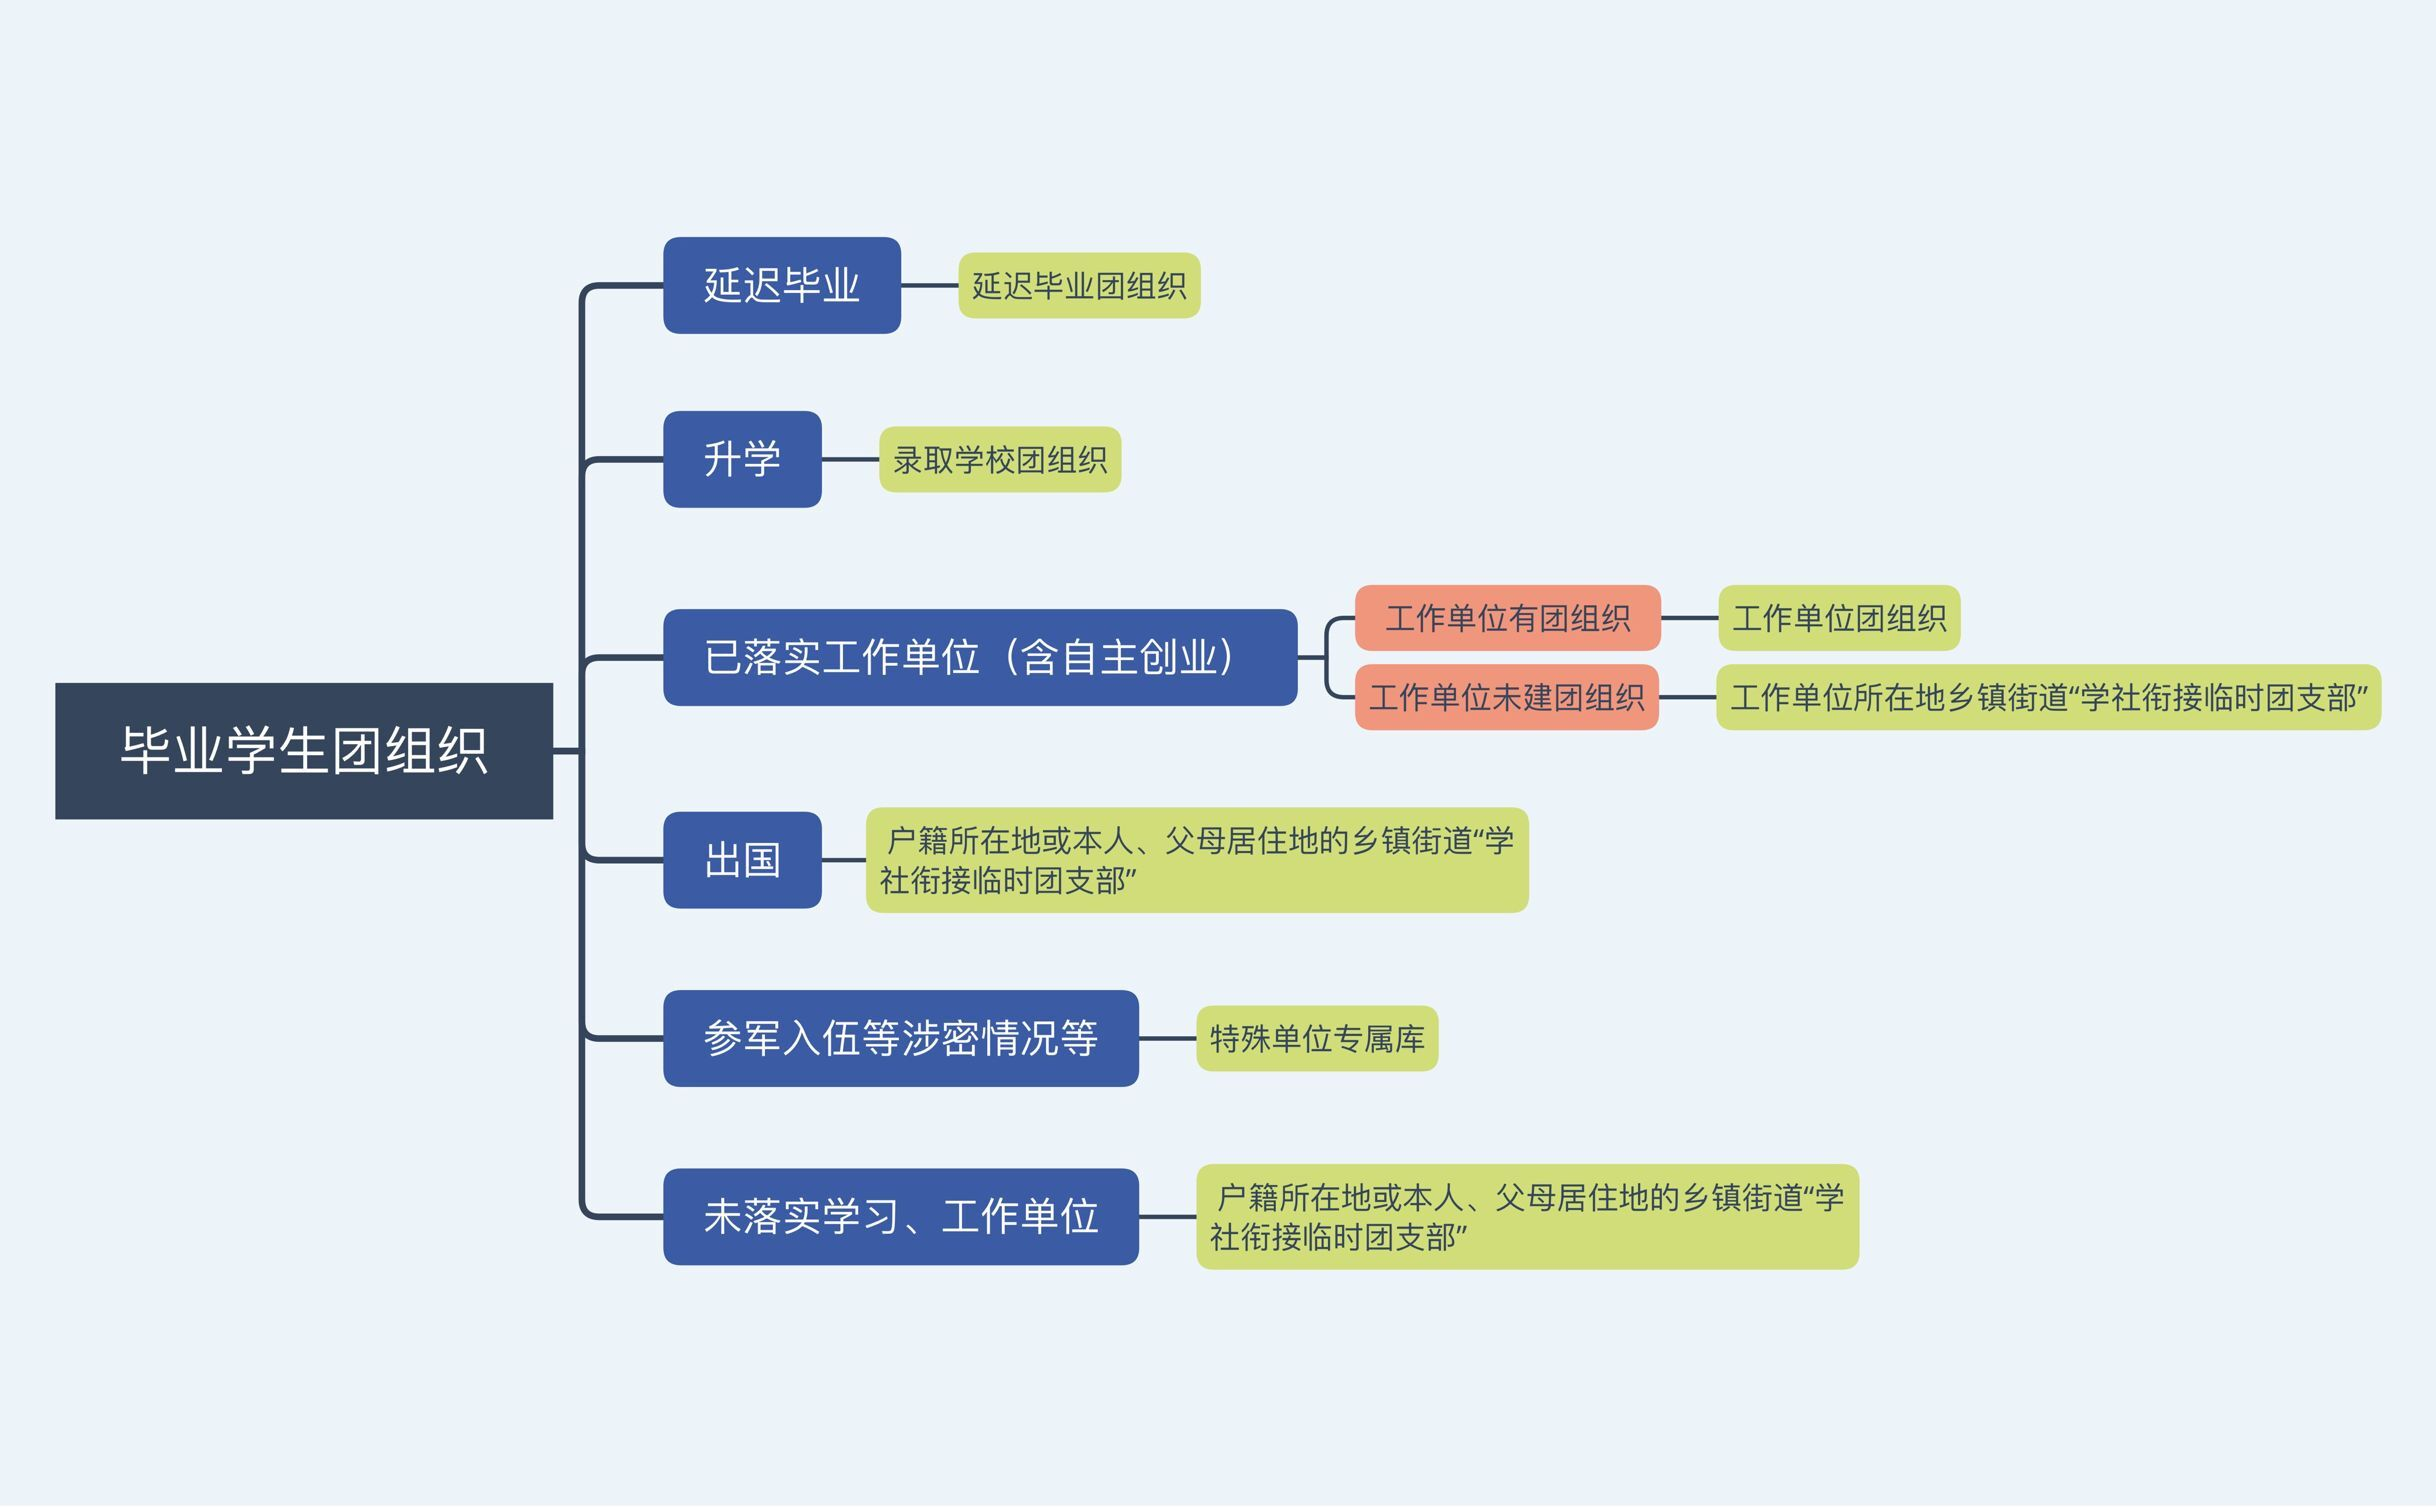 延迟毕业
延迟毕业团组织
升学
录取学校团组织
工作单位有团组织
工作单位团组织
已落实工作单位（含自主创业）
工作单位未建团组织
工作单位所在地乡镇街道“学社衔接临时团支部”
毕业学生团组织
出国
户籍所在地或本人、父母居住地的乡镇街道“学
社衔接临时团支部”
参军入伍等涉密情况等
特殊单位专属库
未落实学习、工作单位
户籍所在地或本人、父母居住地的乡镇街道“学
社衔接临时团支部”